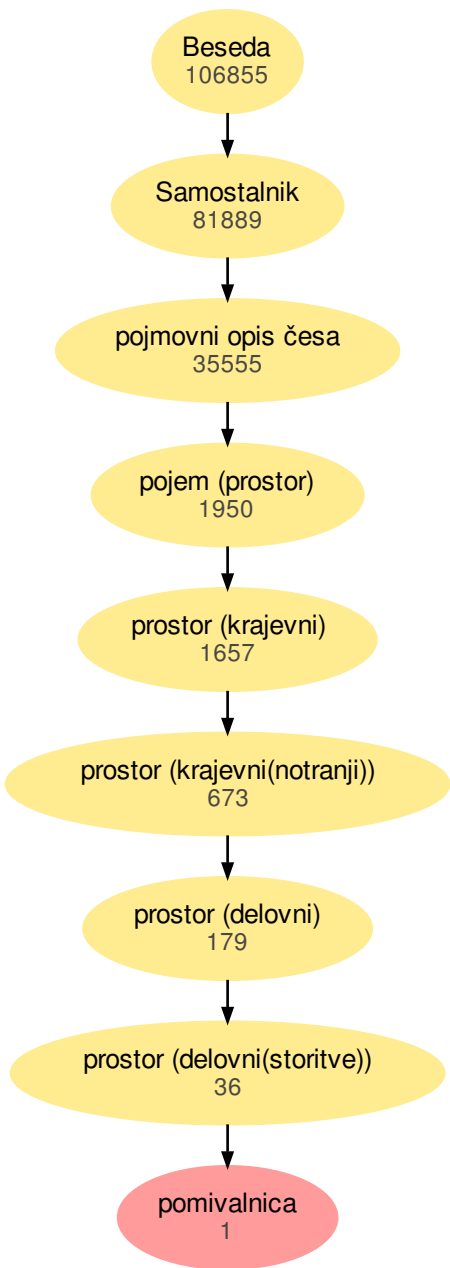 Beseda
106855
Samostalnik
81889
pojmovni opis česa
35555
pojem (prostor)
1950
prostor (krajevni)
1657
prostor (krajevni(notranji))
673
prostor (delovni)
179
prostor (delovni(storitve))
36
pomivalnica
1